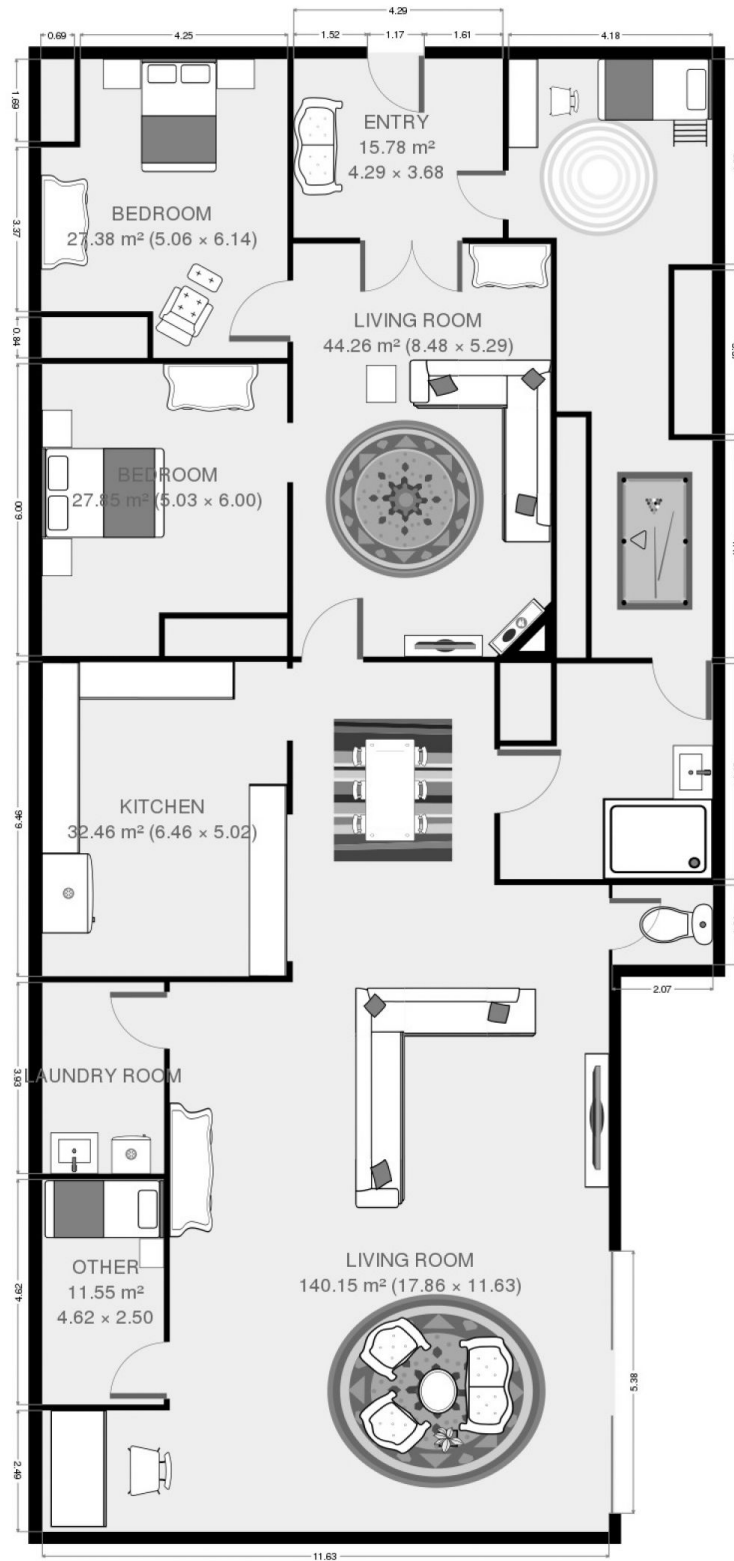 4.29
0.69
4.25
1.52
1.17
1.61
4.18
1.69
ENTRY
15.78 m²
4.29 × 3.68
3.37
BEDROOM
27.38 m² (5.06 × 6.14)
0.84
LIVING ROOM
44.26 m² (8.48 × 5.29)
BEDROOM
27.85 m² (5.03 × 6.00)
6.00
KITCHEN
32.46 m² (6.46 × 5.02)
6.46
2.07
LAUNDRY ROOM
3.93
OTHER
11.55 m²
4.62 × 2.50
4.62
LIVING ROOM
140.15 m² (17.86 × 11.63)
5.38
2.49
11.63